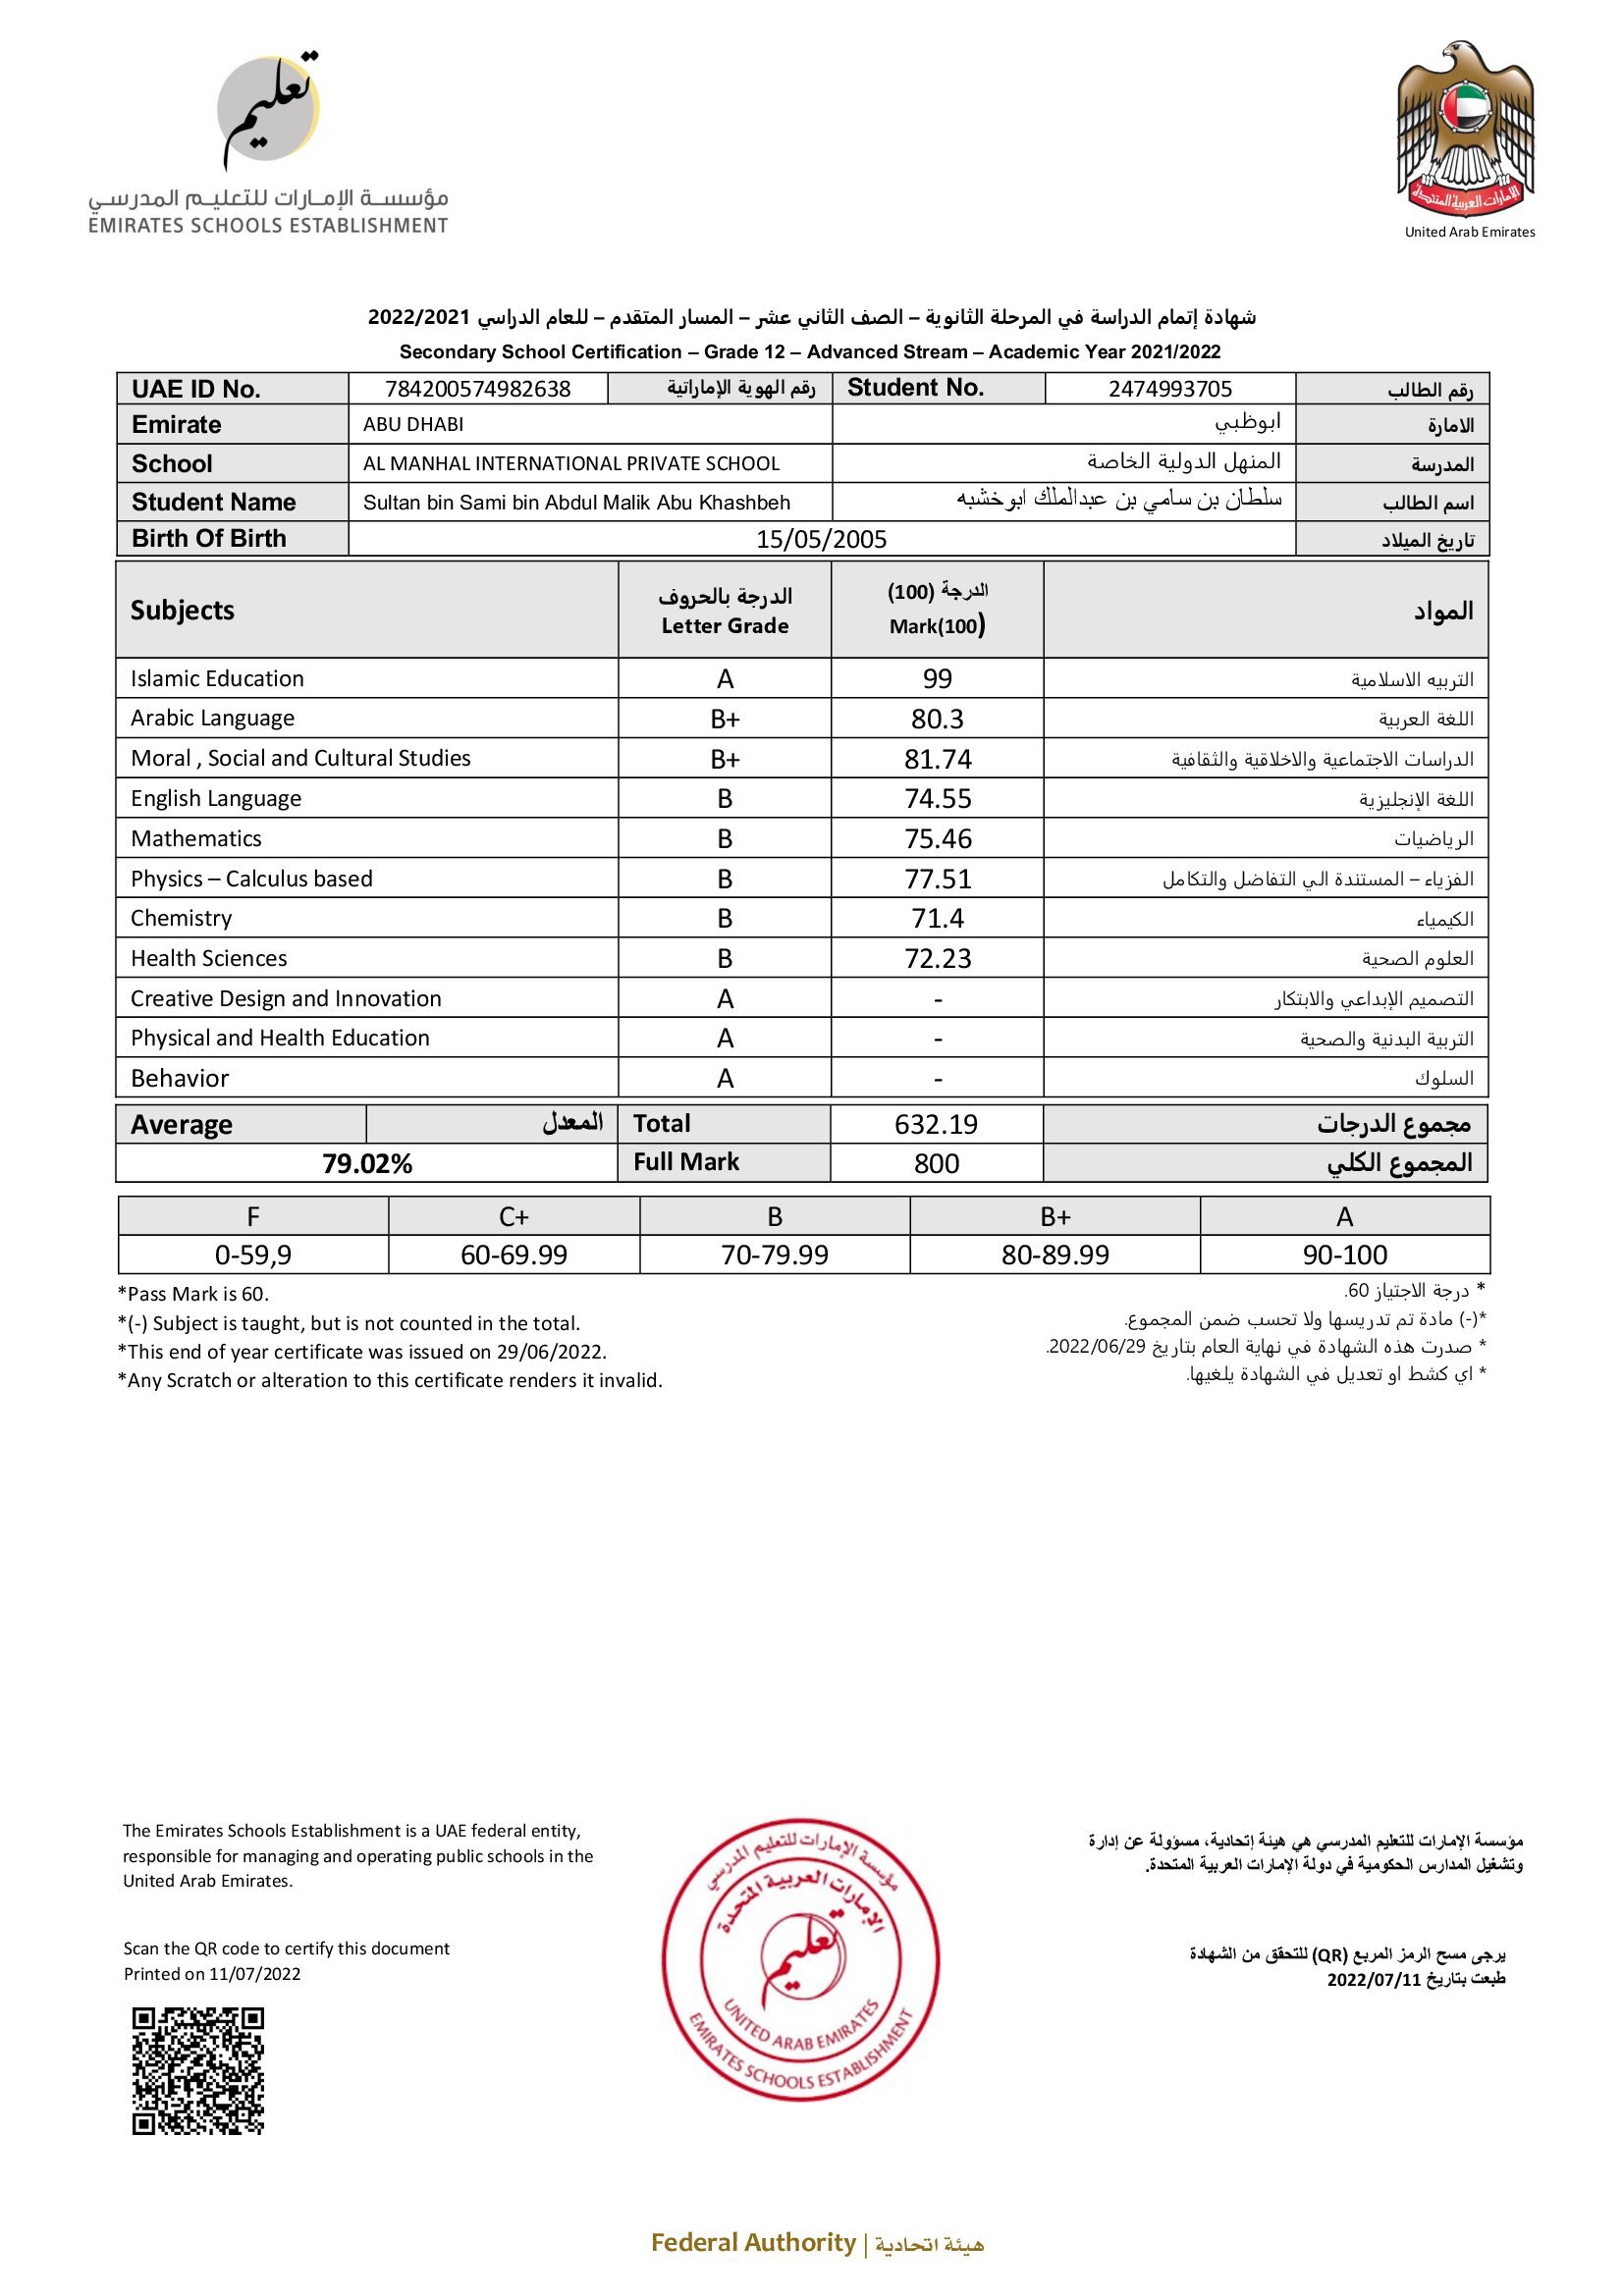 تعليم
مؤسسة الإمارات للتعليم المدرسي
EMIRATES SCHOOLS ESTABLISHMENT
الإمارات العربية المتحدة
United Arab Emirates
شهادة إتمام الدراسة في المرحلة الثانوية – الصف الثاني عشر – المسار المتقدم – للعام الدراسي 2022/2021
Secondary School Certification – Grade 12 – Advanced Stream – Academic Year 2021/2022
UAE ID No. 784200574982638 رقم الهوية الإماراتية Student No. 2474993705 رقم الطالب
Emirate ABU DHABI ابوظبي الامارة
School AL MANHAL INTERNATIONAL PRIVATE SCHOOL المنهل الدولية الخاصة المدرسة
Student Name Sultan bin Sami bin Abdul Malik Abu Khashbeh سلطان بن سامي بن عبدالملك ابوخشبه اسم الطالب
Birth Of Birth 15/05/2005 تاريخ الميلاد
Subjects الدرجة بالحروف الدرجة (100) المواد
Letter Grade Mark(100)
Islamic Education A 99 التربيه الاسلامية
Arabic Language B+ 80.3 اللغة العربية
Moral , Social and Cultural Studies B+ 81.74 الدراسات الاجتماعية والاخلاقية والثقافية
English Language B 74.55 اللغة الإنجليزية
Mathematics B 75.46 الرياضيات
Physics – Calculus based B 77.51 الفزياء – المستندة الي التفاضل والتكامل
Chemistry B 71.4 الكيمياء
Health Sciences B 72.23 العلوم الصحية
Creative Design and Innovation A - التصميم الإبداعي والابتكار
Physical and Health Education A - التربية البدنية والصحية
Behavior A - السلوك
Average المعدل Total 632.19 مجموع الدرجات
79.02% Full Mark 800 المجموع الكلي
F C+ B B+ A
0-59,9 60-69.99 70-79.99 80-89.99 90-100
*Pass Mark is 60.
*(-) Subject is taught, but is not counted in the total.
*This end of year certificate was issued on 29/06/2022.
*Any Scratch or alteration to this certificate renders it invalid.
* درجة الاجتياز 60.
*(-) مادة تم تدريسها ولا تحسب ضمن المجموع.
* صدرت هذه الشهادة في نهاية العام بتاريخ 2022/06/29.
* اي كشط او تعديل في الشهادة يلغيها.
The Emirates Schools Establishment is a UAE federal entity,
responsible for managing and operating public schools in the
United Arab Emirates.
Scan the QR code to certify this document
Printed on 11/07/2022
مؤسسة الإمارات للتعليم المدرسي
الإمارات العربية المتحدة
تعليم
UNITED ARAB EMIRATES
EMIRATES SCHOOLS ESTABLISHMENT
مؤسسة الإمارات للتعليم المدرسي هي هيئة إتحادية، مسؤولة عن إدارة
وتشغيل المدارس الحكومية في دولة الإمارات العربية المتحدة.
يرجى مسح الرمز المربع (QR) للتحقق من الشهادة
طبعت بتاريخ 2022/07/11
Federal Authority | هيئة اتحادية